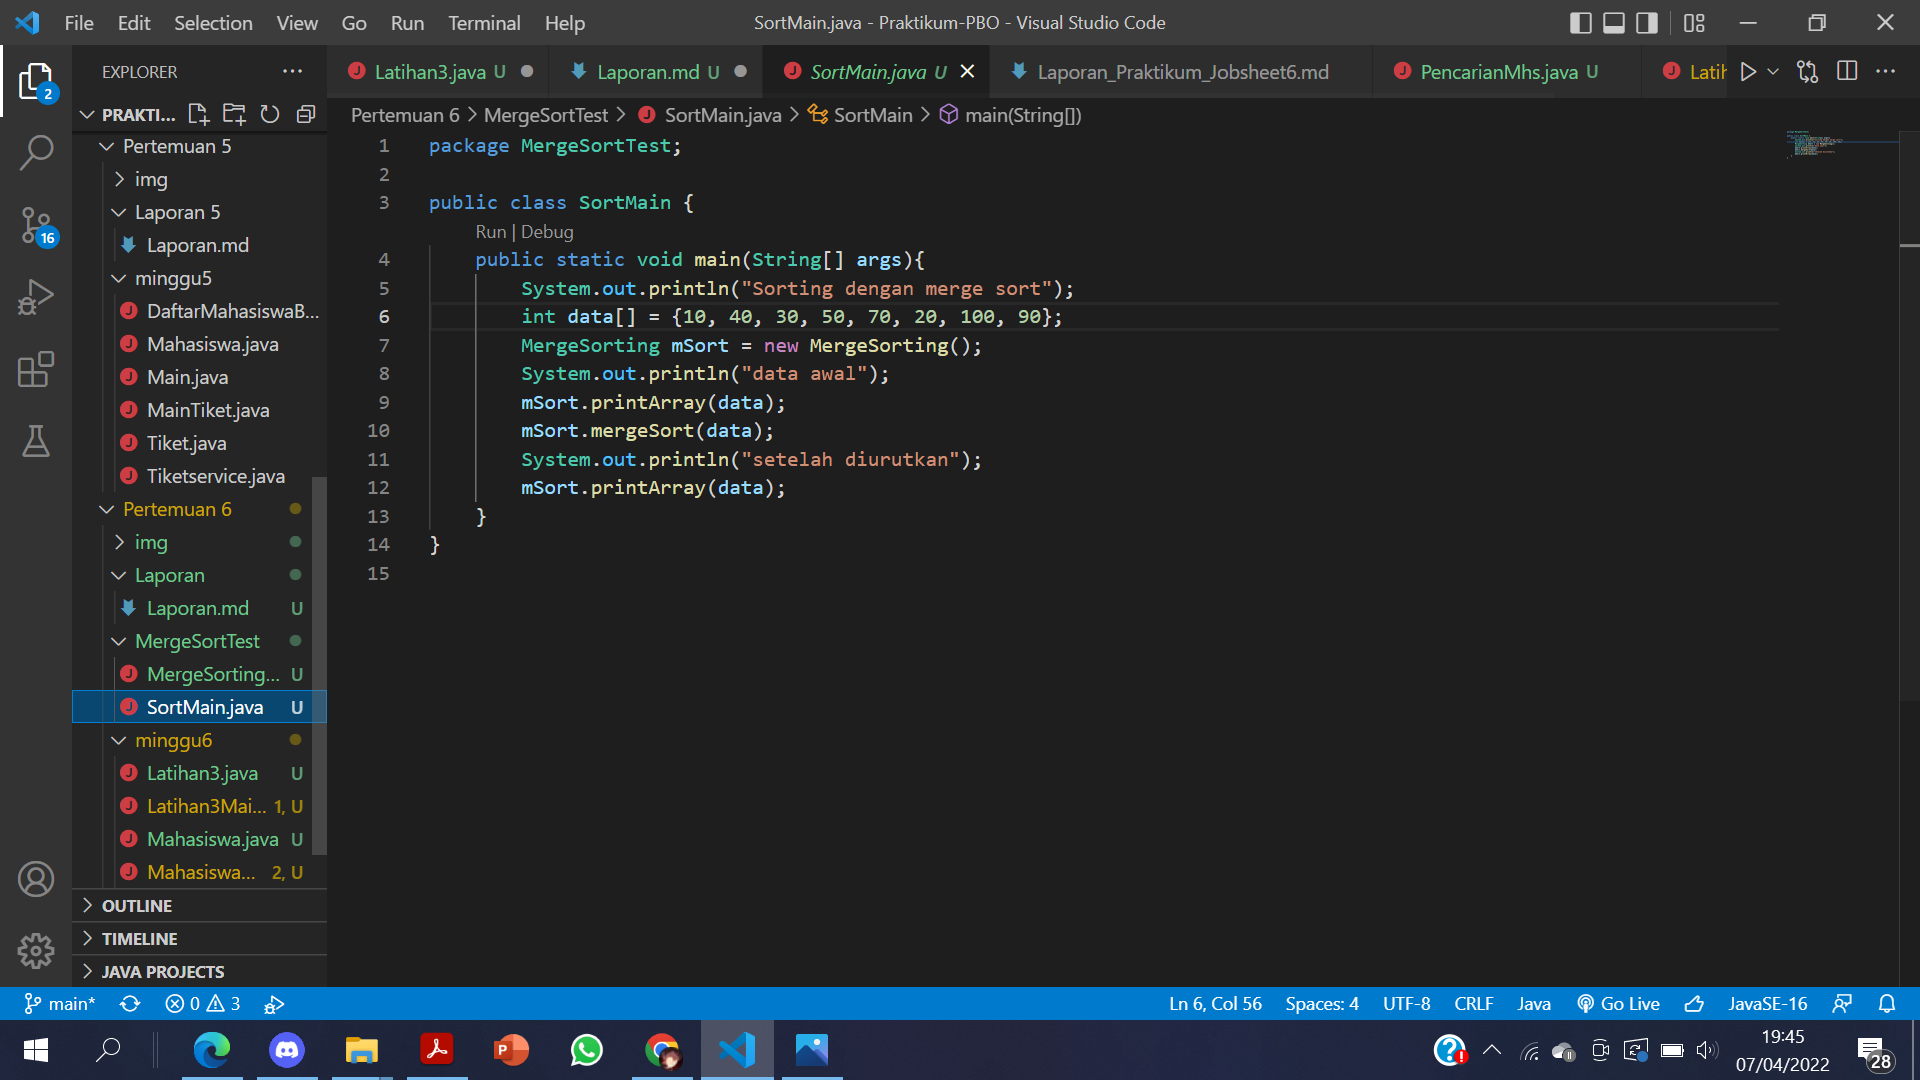 File Edit Selection View Go Run Terminal Help
SortMain.java - Praktikum-PBO - Visual Studio Code
EXPLORER
Latihan3.java U
Laporan.md U
SortMain.java U
Laporan_Praktikum_Jobsheet6.md
PencarianMhs.java U
Latih
PRAKTI...
Pertemuan 6 > MergeSortTest > SortMain.java > SortMain > main(String[])
Pertemuan 5
img
Laporan 5
Laporan.md
minggu5
DaftarMahasiswaB...
Mahasiswa.java
Main.java
MainTiket.java
Tiket.java
Tiketservice.java
Pertemuan 6
img
Laporan
Laporan.md U
MergeSortTest
MergeSorting... U
SortMain.java U
minggu6
Latihan3.java U
Latihan3Mai... 1, U
Mahasiswa.java U
Mahasiswa... 2, U
OUTLINE
TIMELINE
JAVA PROJECTS
2
16
1 package MergeSortTest;
2
3 public class SortMain {
Run | Debug
4 public static void main(String[] args){
5 System.out.println("Sorting dengan merge sort");
6 int data[] = {10, 40, 30, 50, 70, 20, 100, 90};
7 MergeSorting mSort = new MergeSorting();
8 System.out.println("data awal");
9 mSort.printArray(data);
10 mSort.mergeSort(data);
11 System.out.println("setelah diurutkan");
12 mSort.printArray(data);
13 }
14 }
15
main* 0 3
Ln 6, Col 56 Spaces: 4 UTF-8 CRLF Java Go Live JavaSE-16
19:45
07/04/2022
28